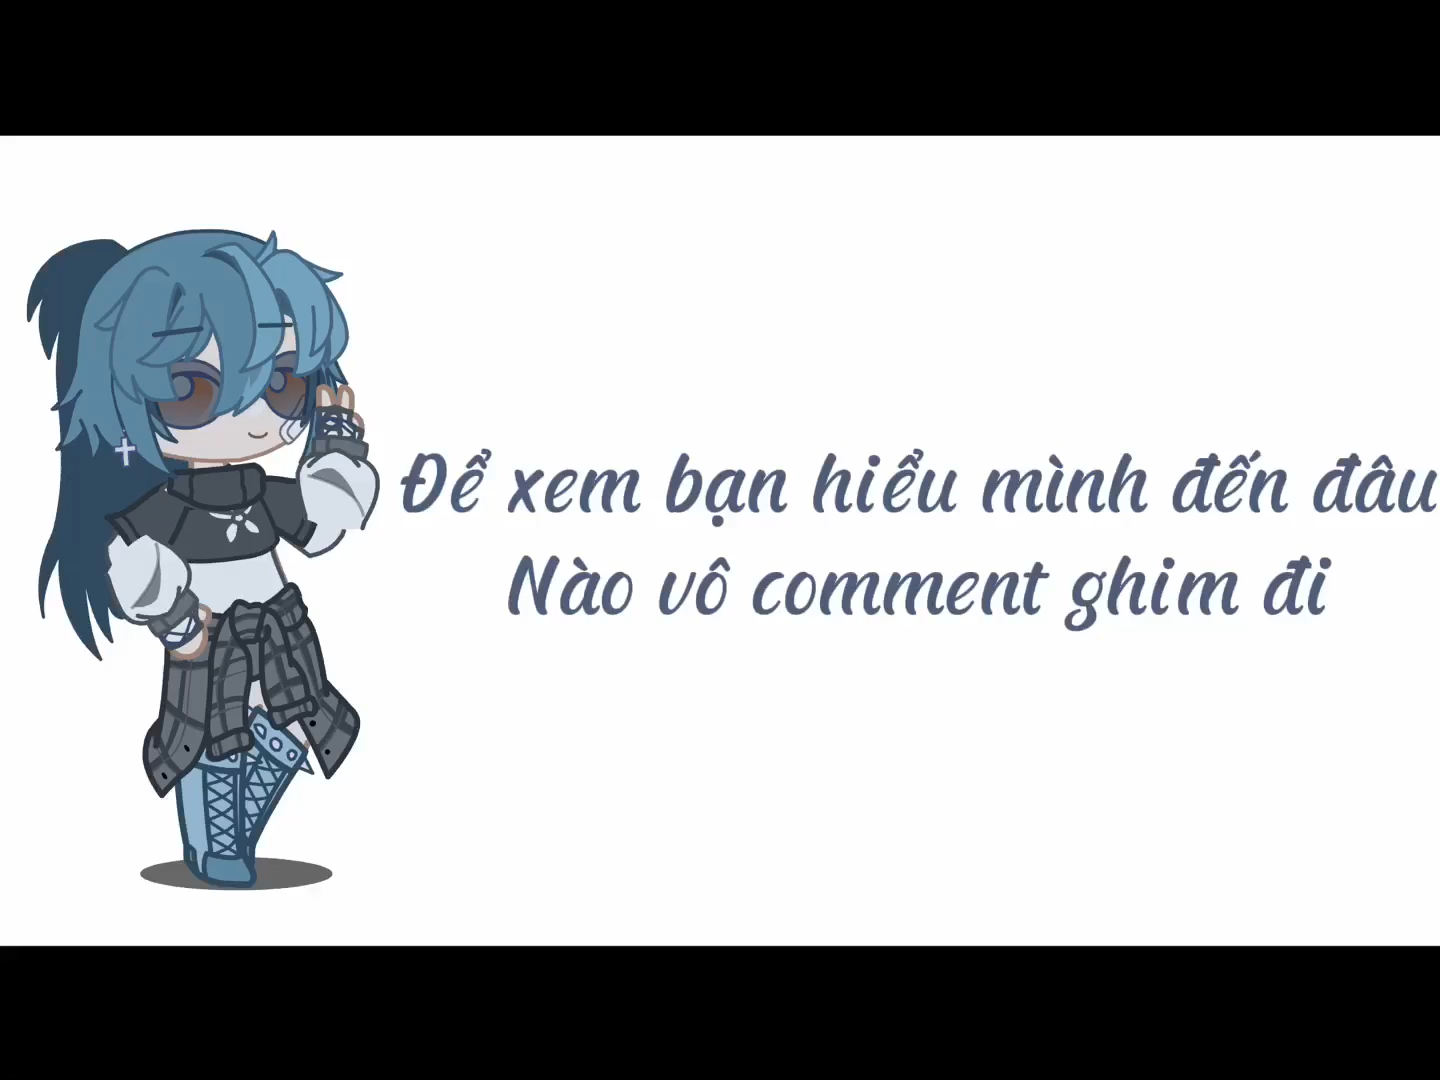 Để xem bạn hiểu mình đến đâu
Nào vô comment ghim đi